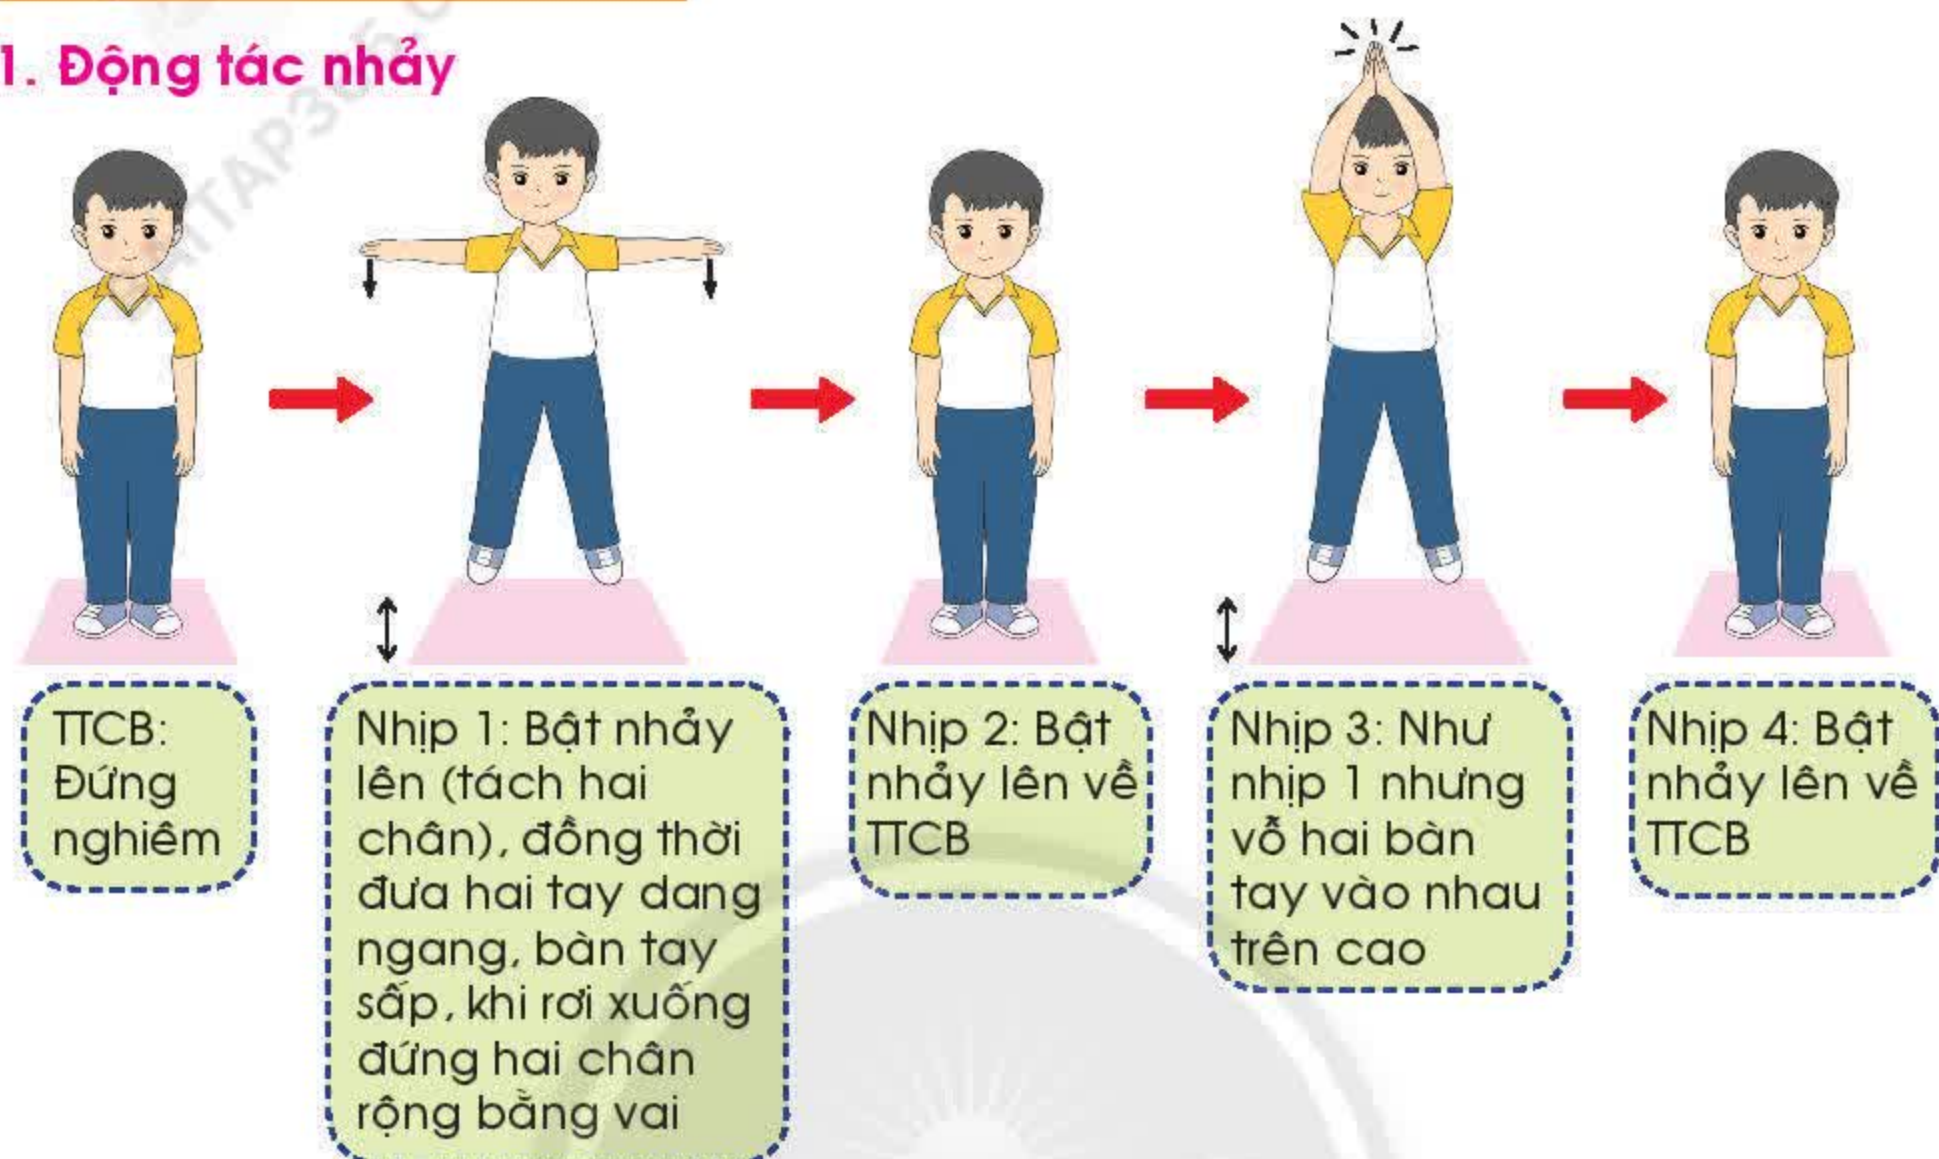 1. Động tác nhảy
TTCB:
Đứng
nghiêm
Nhịp 1: Bật nhảy
lên (tách hai
chân), đồng thời
đưa hai tay dang
ngang, bàn tay
sấp, khi rơi xuống
đứng hai chân
rộng bằng vai
Nhịp 2: Bật
nhảy lên về
TTCB
Nhịp 3: Như
nhịp 1 nhưng
vỗ hai bàn
tay vào nhau
trên cao
Nhịp 4: Bật
nhảy lên về
TTCB